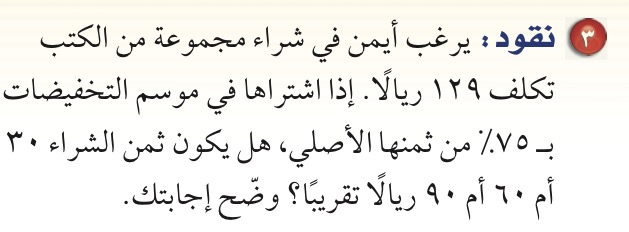 ٣ نقود: يرغب أيمن في شراء مجموعة من الكتب
تكلف ١٢٩ ريالًا. إذا اشتراها في موسم التخفيضات
بـ ٧٥٪ من ثمنها الأصلي، هل يكون ثمن الشراء ٣٠
أم ٦٠ أم ٩٠ ريالًا تقريبًا؟ وضّح إجابتك.